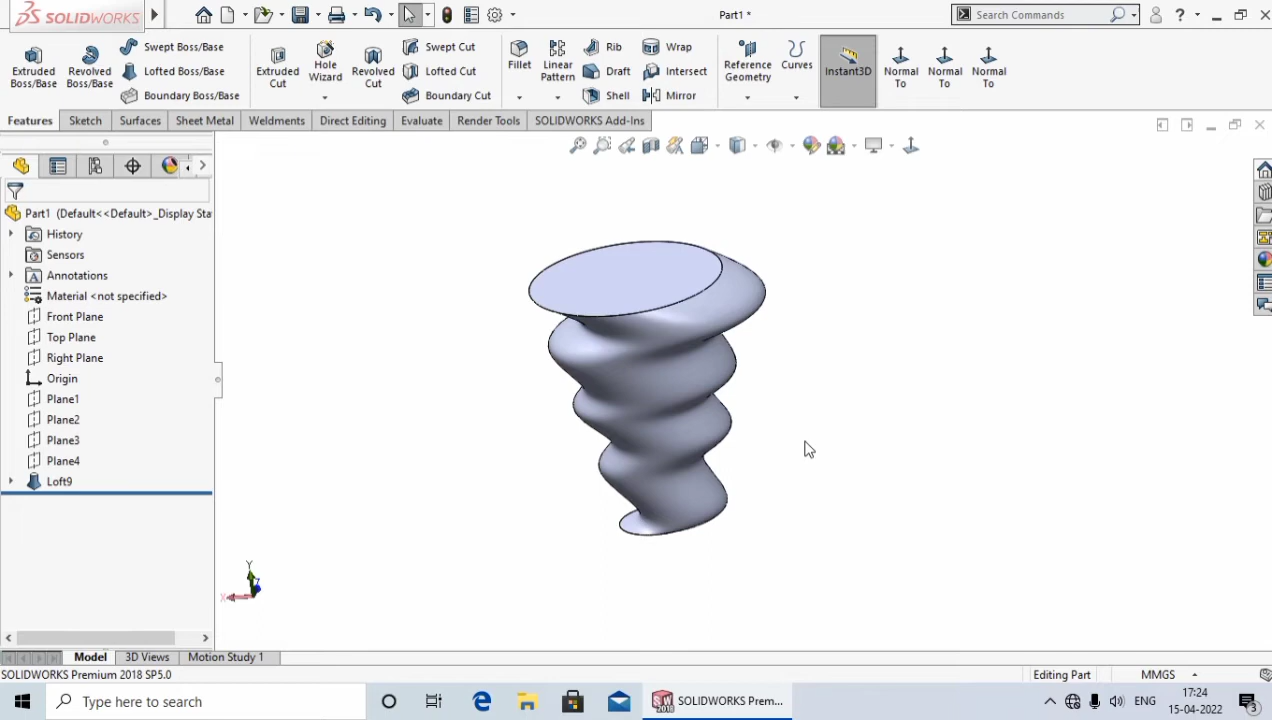 SOLIDWORKS
Part1 *
Search Commands
Extruded Boss/Base
Revolved Boss/Base
Swept Boss/Base
Lofted Boss/Base
Boundary Boss/Base
Extruded Cut
Hole Wizard
Revolved Cut
Swept Cut
Lofted Cut
Boundary Cut
Fillet
Linear Pattern
Rib
Draft
Shell
Wrap
Intersect
Mirror
Reference Geometry
Curves
Instant3D
Normal To
Normal To
Normal To
Features
Sketch
Surfaces
Sheet Metal
Weldments
Direct Editing
Evaluate
Render Tools
SOLIDWORKS Add-Ins
Part1 (Default<<Default>_Display Sta
History
Sensors
Annotations
Material <not specified>
Front Plane
Top Plane
Right Plane
Origin
Plane1
Plane2
Plane3
Plane4
Loft9
Y
X
Z
Model
3D Views
Motion Study 1
SOLIDWORKS Premium 2018 SP5.0
Editing Part
MMGS
Type here to search
SOLIDWORKS Prem...
ENG
17:24
15-04-2022
3